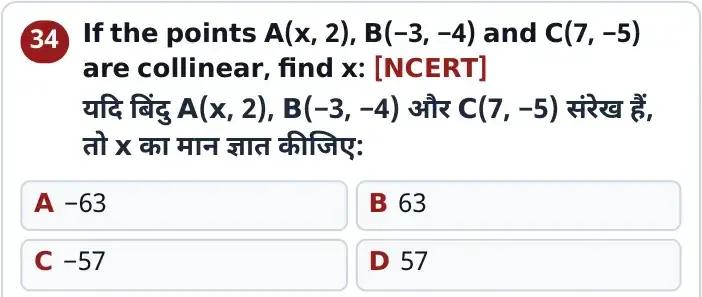 34 If the points A(x, 2), B(−3, −4) and C(7, −5)
are collinear, find x: [NCERT]
यदि बिंदु A(x, 2), B(−3, −4) और C(7, −5) संरेख हैं,
तो x का मान ज्ञात कीजिए:
A −63
B 63
C −57
D 57